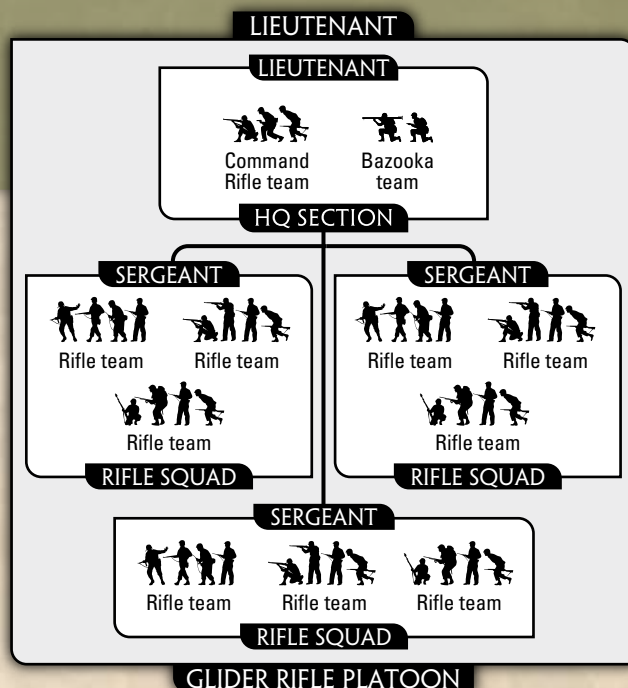 LIEUTENANT
LIEUTENANT
Command
Rifle team
Bazooka
team
HQ SECTION
SERGEANT
Rifle team
Rifle team
Rifle team
RIFLE SQUAD
SERGEANT
Rifle team
Rifle team
Rifle team
RIFLE SQUAD
SERGEANT
Rifle team
Rifle team
Rifle team
RIFLE SQUAD
GLIDER RIFLE PLATOON